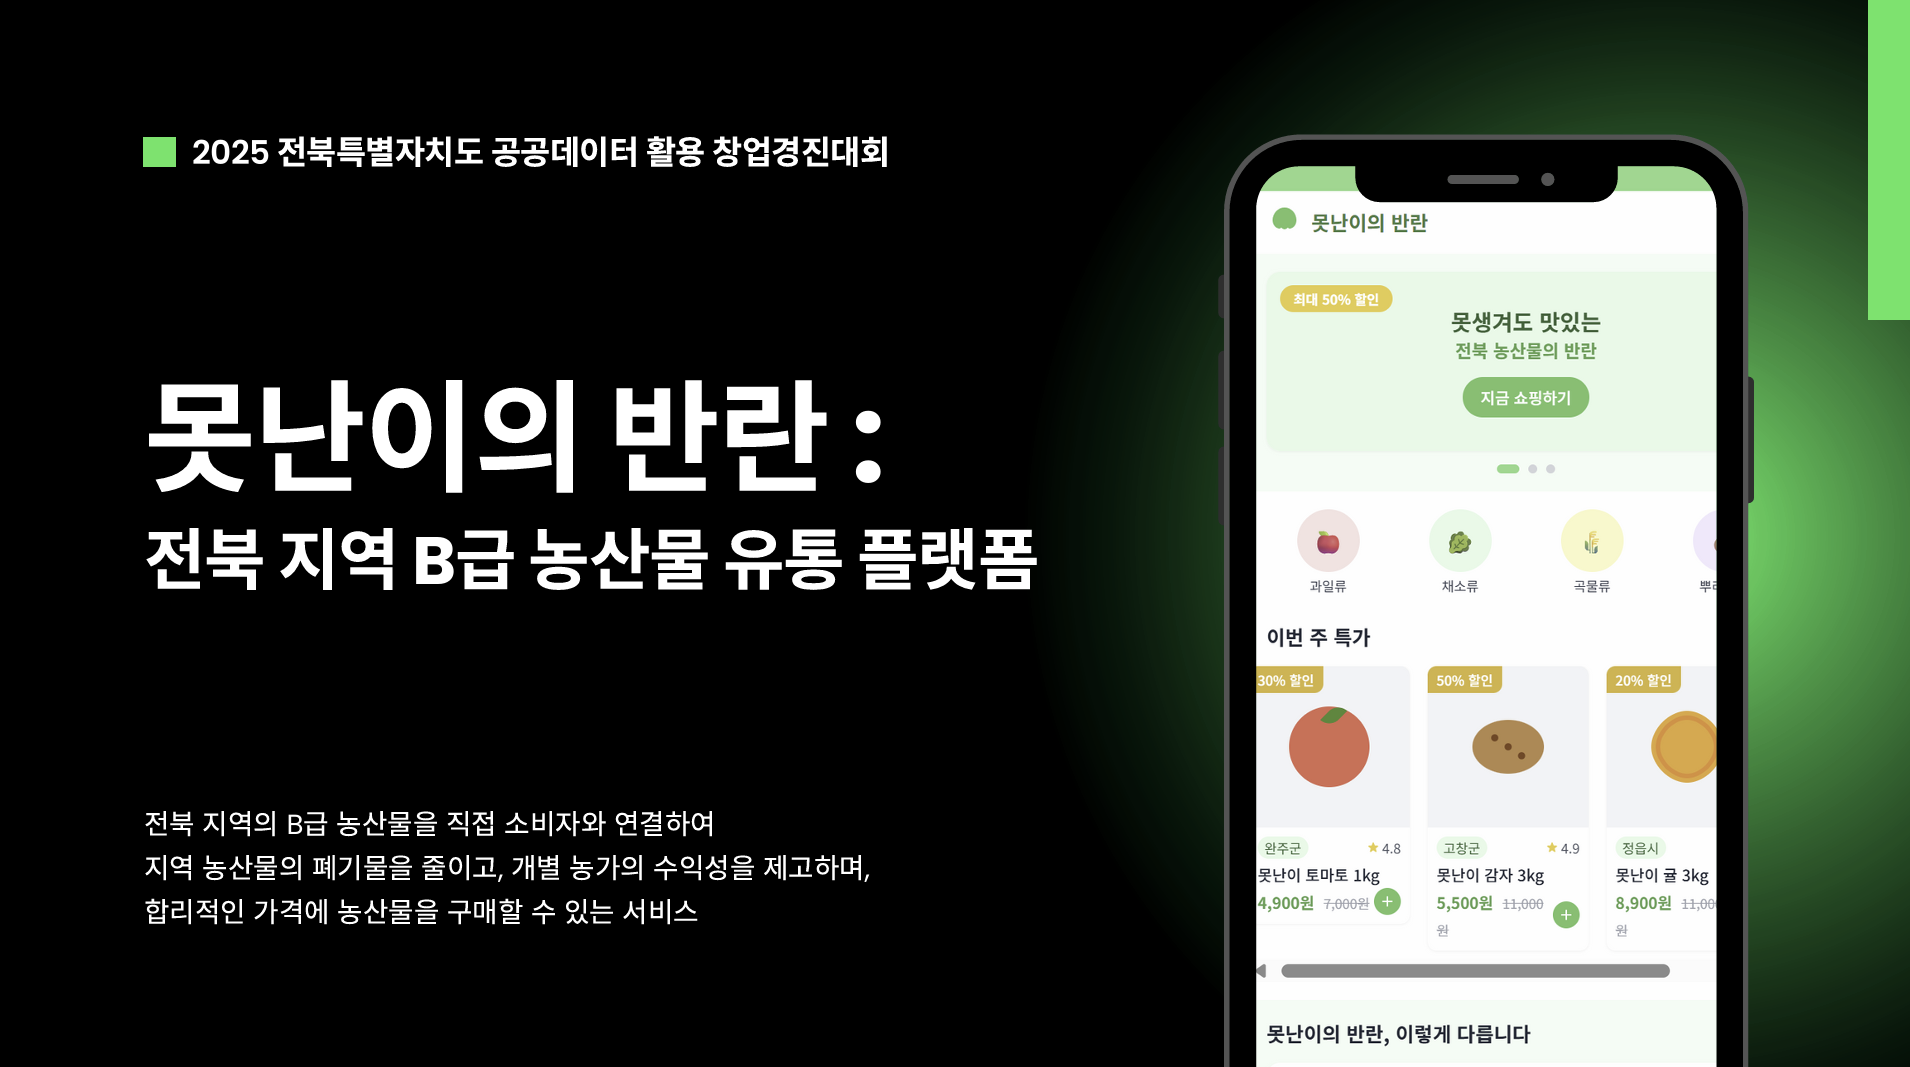 2025 전북특별자치도 공공데이터 활용 창업경진대회
못난이의 반란 :
전북 지역 B급 농산물 유통 플랫폼
전북 지역의 B급 농산물을 직접 소비자와 연결하여
지역 농산물의 폐기물을 줄이고, 개별 농가의 수익성을 제고하며,
합리적인 가격에 농산물을 구매할 수 있는 서비스
못난이의 반란
최대 50% 할인
못생겨도 맛있는
전북 농산물의 반란
지금 쇼핑하기
과일류
채소류
곡물류
이번 주 특가
30% 할인
완주군 ★ 4.8
못난이 토마토 1kg
4,900원 7,000원 +
50% 할인
고창군 ★ 4.9
못난이 감자 3kg
5,500원 11,000
원 +
20% 할인
정읍시
못난이 귤 3kg
8,900원
원
못난이의 반란, 이렇게 다릅니다